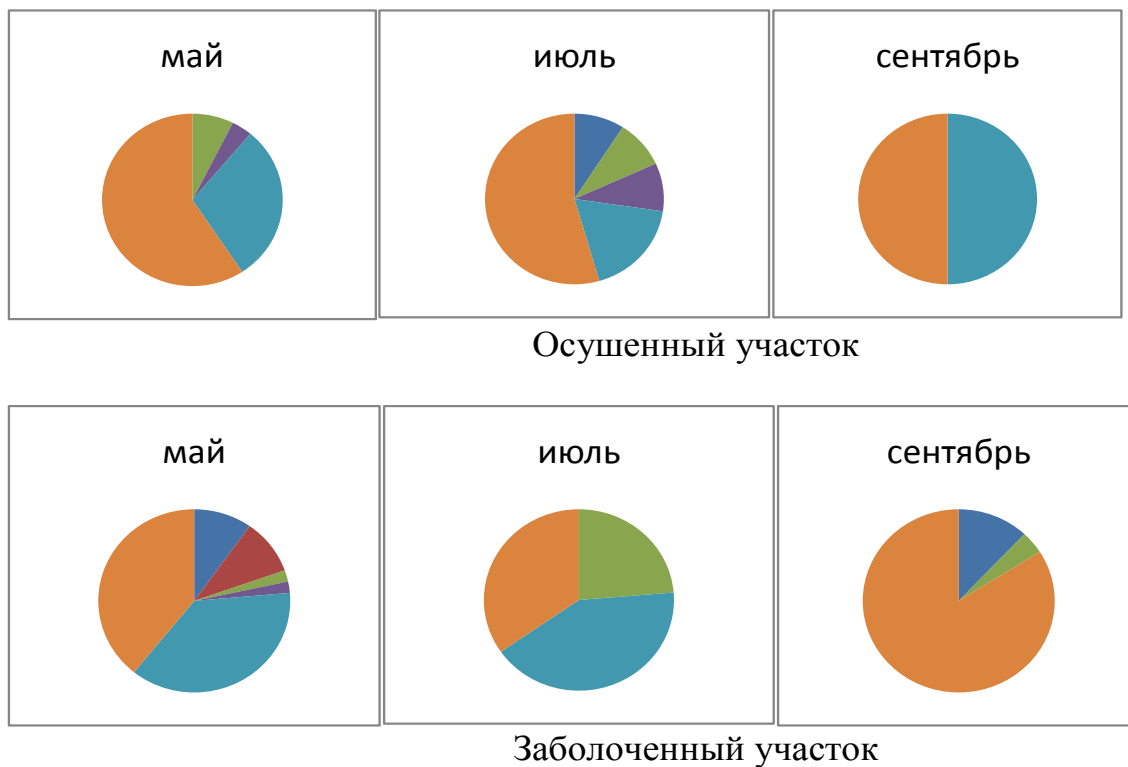 май
июль
сентябрь
Осушенный участок
май
июль
сентябрь
Заболоченный участок